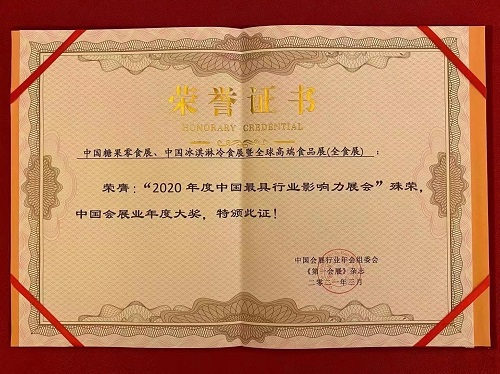 荣誉证书
HONORARY CREDENTIAL
中国糖果零食展、中国冰淇淋冷食展暨全球高端食品展(全食展)：
荣膺：“2020 年度中国最具行业影响力展会”殊荣，
中国会展业年度大奖，特颁此证！
中国会展行业年会组委会
《第一会展》杂志
二零二一年三月